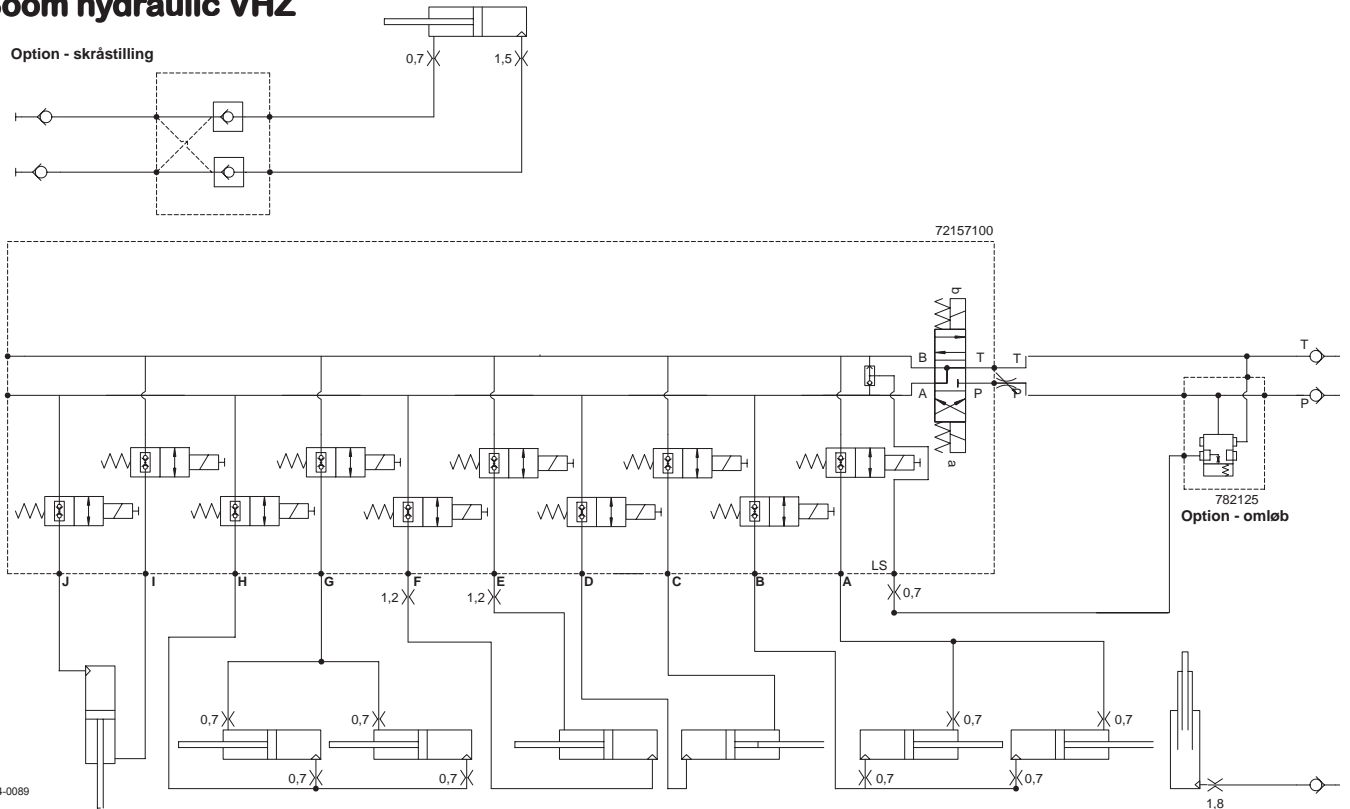 Boom hydraulic VHZ
Option - skråstilling
0,7
1,5
72157100
b
B
T
T
T
A
P
P
P
a
782125
Option - omløb
J
I
H
G
F
E
D
C
B
A
LS
1,2
1,2
0,7
0,7
0,7
0,7
0,7
0,7
0,7
0,7
0,7
-0089
1,8